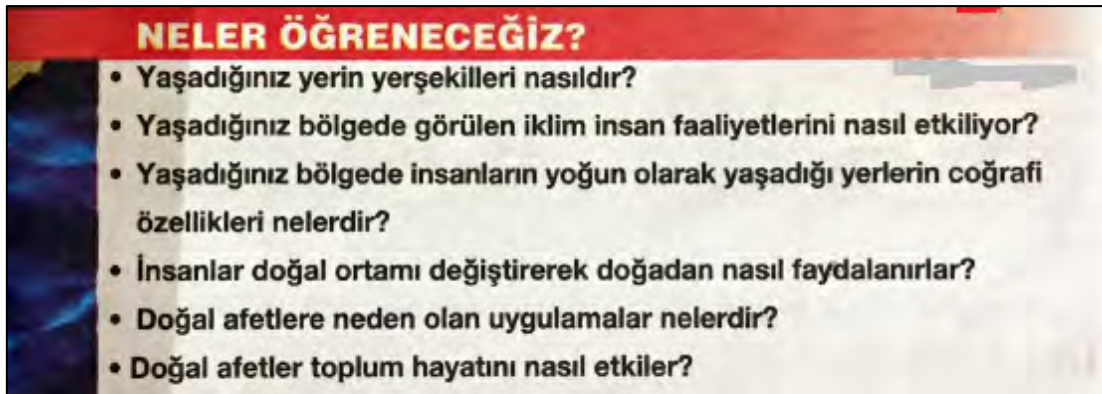 NELER ÖĞRENECEĞİZ?
• Yaşadığınız yerin yerşekilleri nasıldır?
• Yaşadığınız bölgede görülen iklim insan faaliyetlerini nasıl etkiliyor?
• Yaşadığınız bölgede insanların yoğun olarak yaşadığı yerlerin coğrafi
özellikleri nelerdir?
• İnsanlar doğal ortamı değiştirerek doğadan nasıl faydalanırlar?
• Doğal afetlere neden olan uygulamalar nelerdir?
• Doğal afetler toplum hayatını nasıl etkiler?